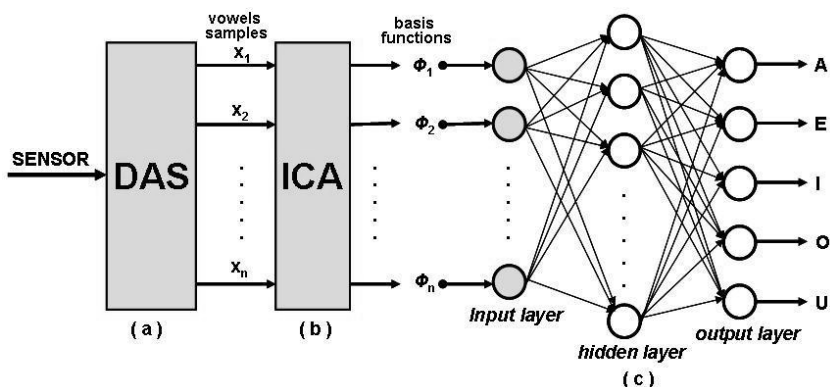 vowels
samples
basis
functions
SENSOR
DAS
ICA
x1
x2
xn
Φ1
Φ2
Φn
A
E
I
O
U
Input layer
hidden layer
output layer
( a )
( b )
( c )